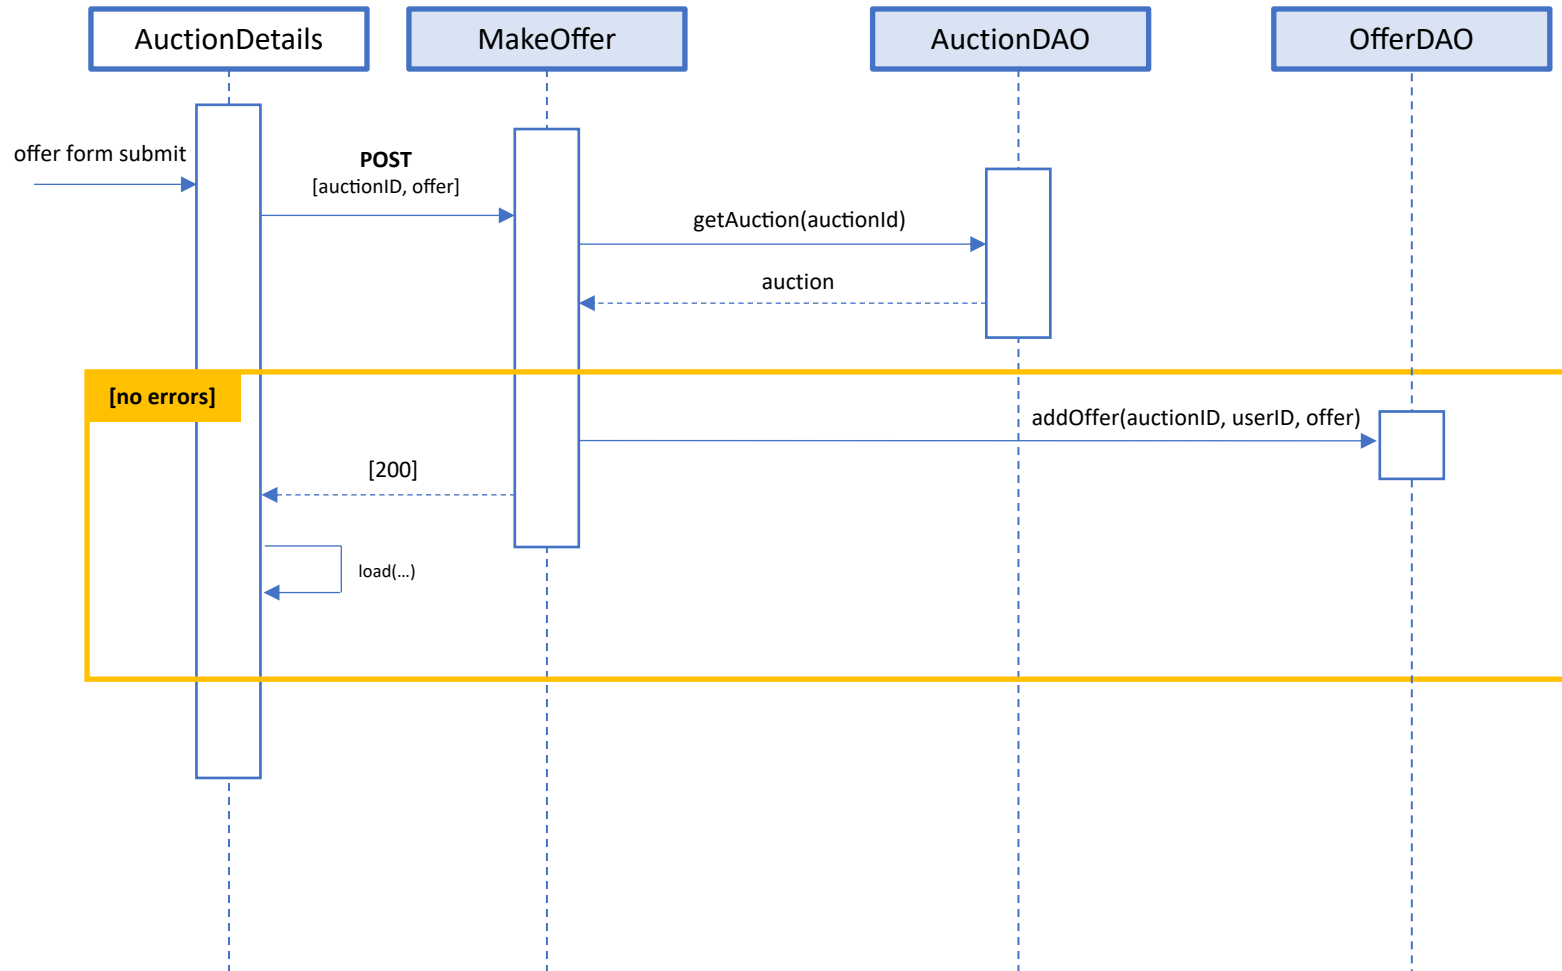 AuctionDetails
MakeOffer
AuctionDAO
OfferDAO
offer form submit
POST
[auctionID, offer]
getAuction(auctionId)
auction
[no errors]
addOffer(auctionID, userID, offer)
[200]
load(…)